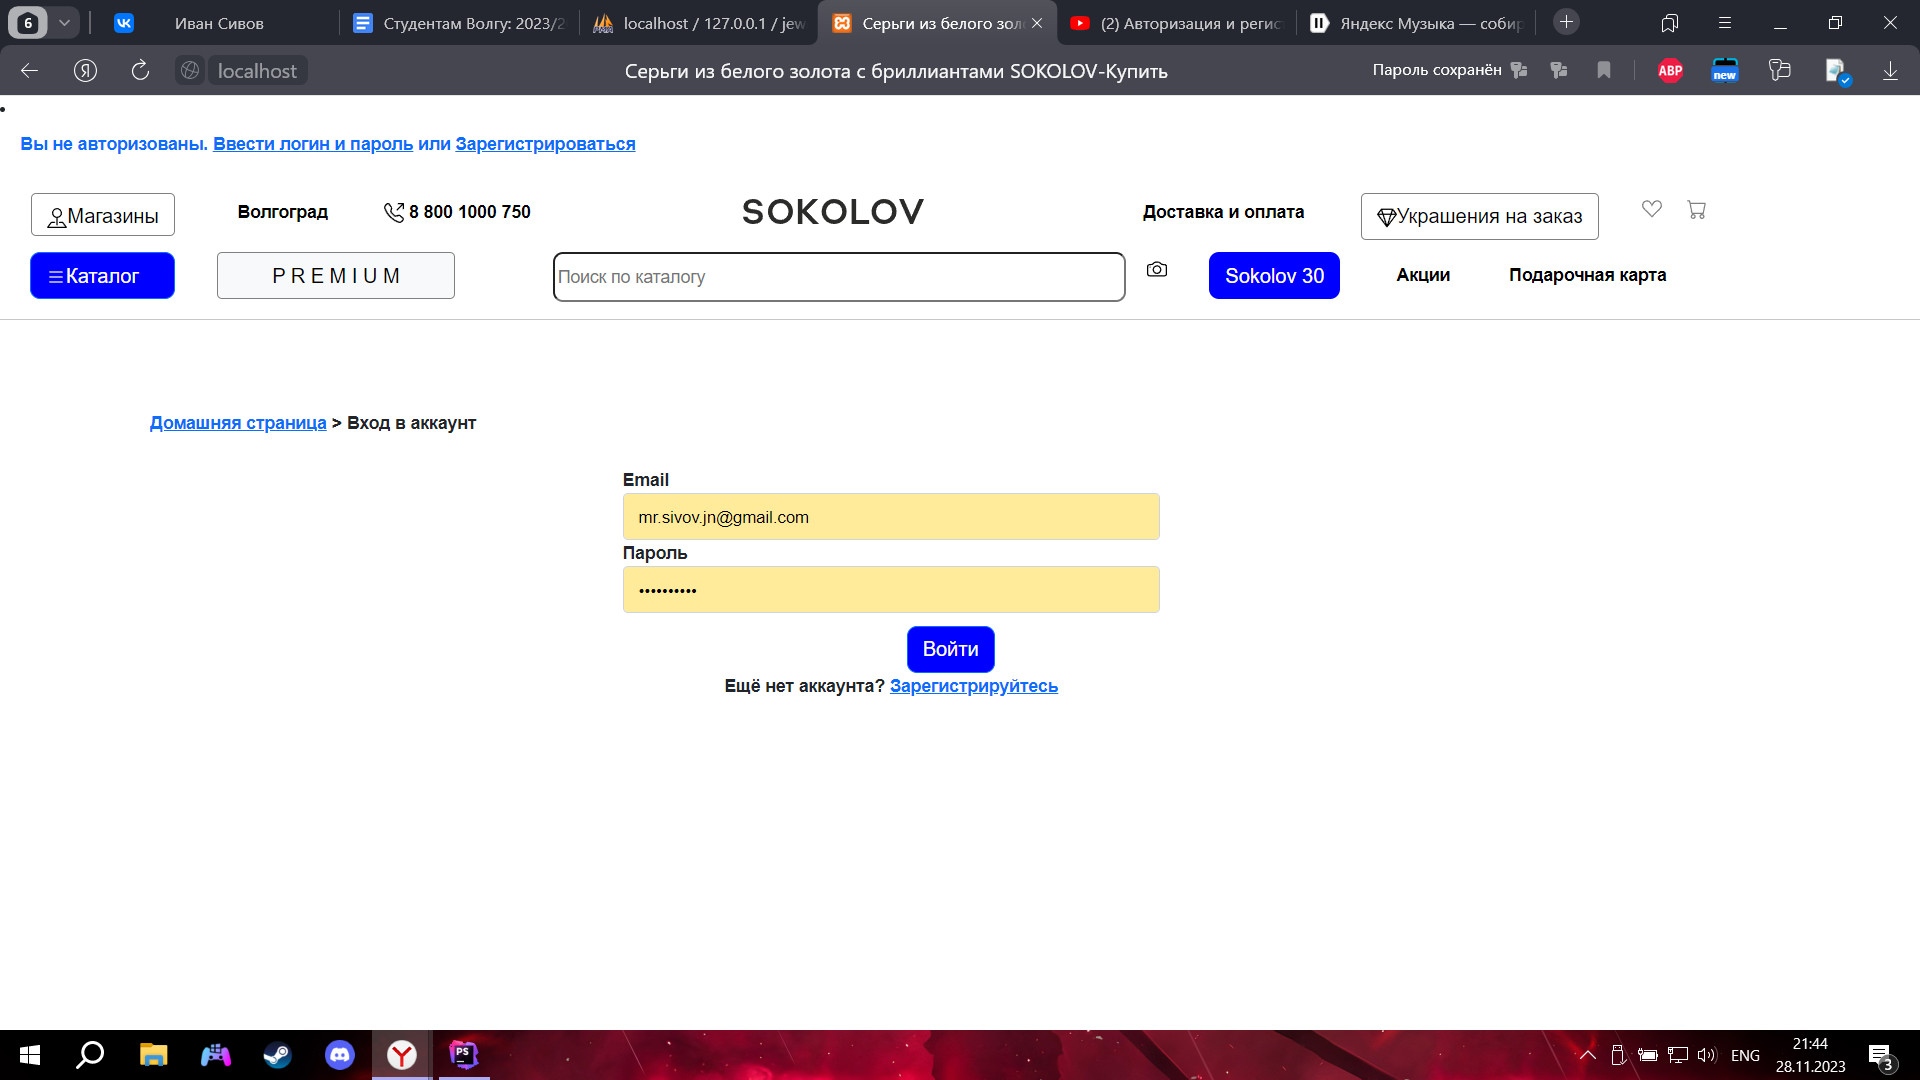 6
Иван Сивов
Студентам Волгу: 2023/2
localhost / 127.0.0.1 / jew
Серьги из белого зол
(2) Авторизация и регис
Яндекс Музыка — собир
localhost
Серьги из белого золота с бриллиантами SOKOLOV-Купить
Пароль сохранён
ABP
new
Вы не авторизованы. Ввести логин и пароль или Зарегистрироваться
Магазины
Волгоград
8 800 1000 750
SOKOLOV
Доставка и оплата
Украшения на заказ
Каталог
PREMIUM
Поиск по каталогу
Sokolov 30
Акции
Подарочная карта
Домашняя страница > Вход в аккаунт
Email
mr.sivov.jn@gmail.com
Пароль
••••••••••
Войти
Ещё нет аккаунта? Зарегистрируйтесь
PS
ENG
21:44
28.11.2023
3